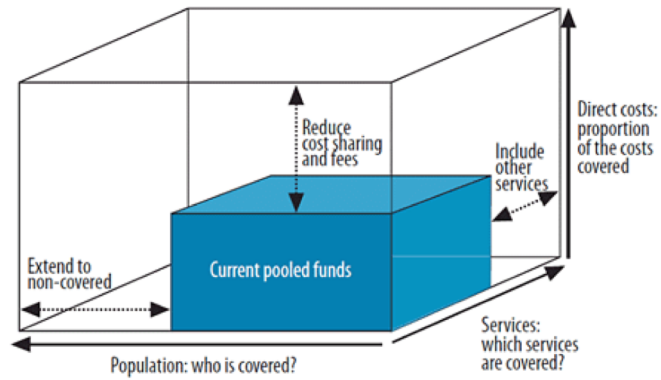 Direct costs:
proportion
of the costs
covered
Reduce
cost sharing
and fees
Include
other
services
Extend to
non-covered
Current pooled funds
Services:
which services
are covered?
Population: who is covered?